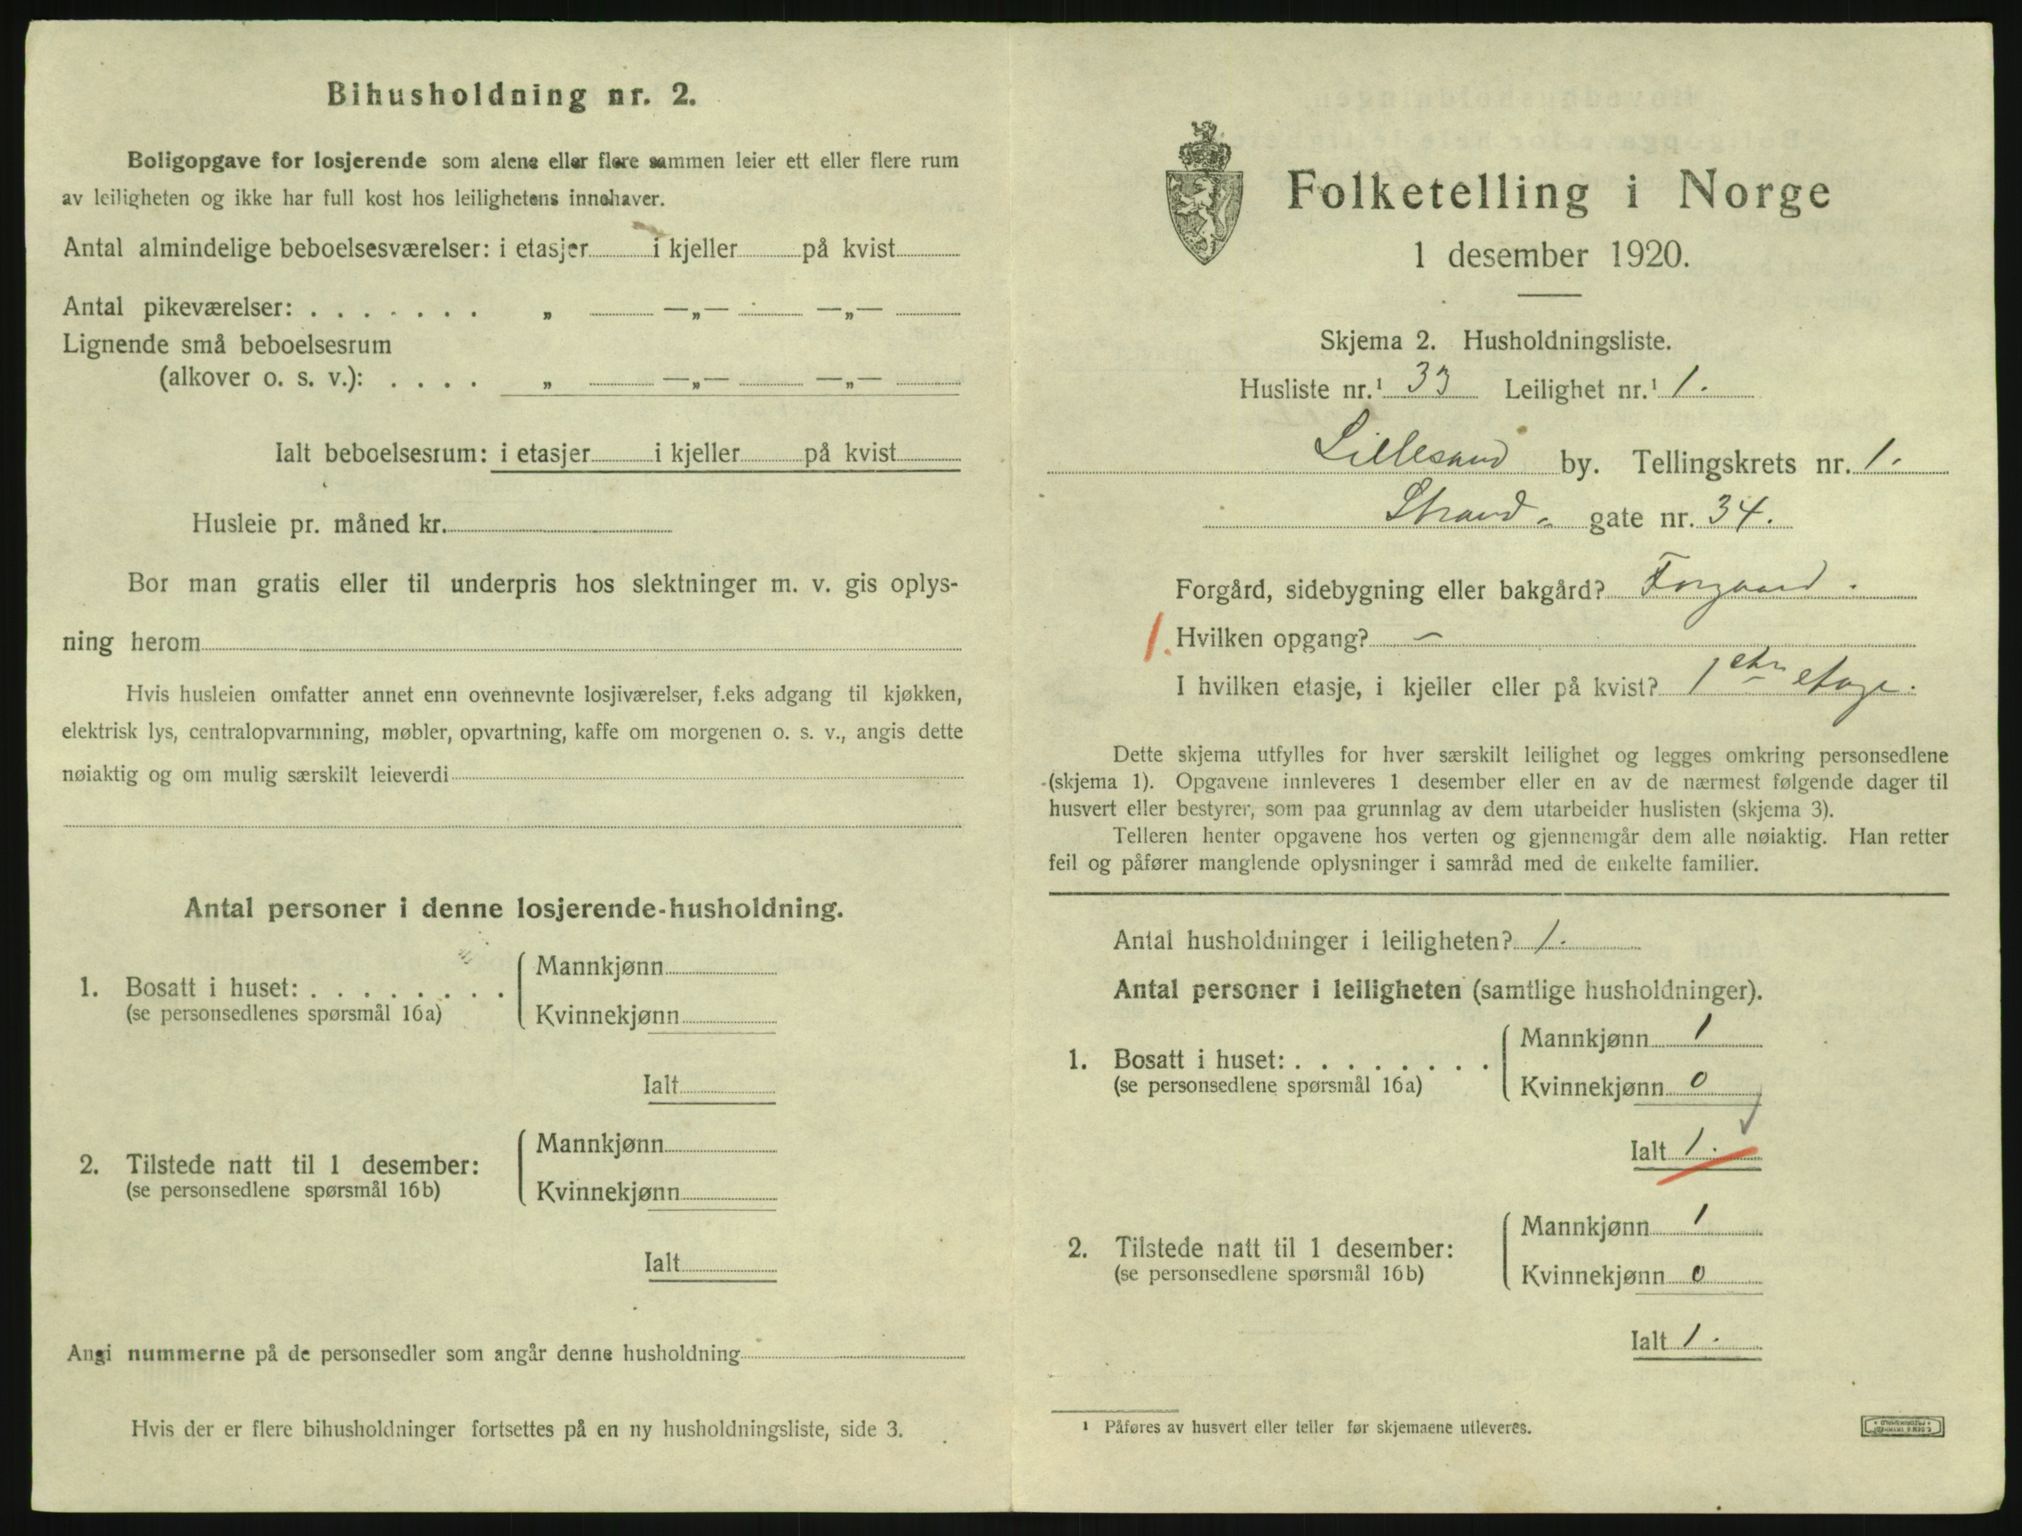 Bihusholdning nr. 2.
Boligopgave for losjerende som alene eller flere sammen leier ett eller flere rum
av leiligheten og ikke har full kost hos leilighetens innehaver.
Antal almindelige beboelsesværelser: i etasjer i kjeller på kvist
Antal pikeværelser: . . . . . . . „ —„— —„—
Lignende små beboelsesrum
(alkover o. s. v.): . . . . „ —„— —„—
Ialt beboelsesrum: i etasjer i kjeller på kvist
Husleie pr. måned kr.
Bor man gratis eller til underpris hos slektninger m. v. gis oplys-
ning herom
Hvis husleien omfatter annet enn ovennevnte losjiværelser, f.eks adgang til kjøkken,
elektrisk lys, centralopvarmning, møbler, opvartning, kaffe om morgenen o. s. v., angis dette
nøiaktig og om mulig særskilt leieverdi
Antal personer i denne losjerende-husholdning.
1. Bosatt i huset: . . . . . . . .
(se personsedlenes spørsmål 16a)
Mannkjønn
Kvinnekjønn
Ialt
2. Tilstede natt til 1 desember:
(se personsedlene spørsmål 16b)
Mannkjønn
Kvinnekjønn
Ialt
Angi nummerne på de personsedler som angår denne husholdning
Hvis der er flere bihusholdninger fortsettes på en ny husholdningsliste, side 3.
Folketelling i Norge
1 desember 1920.
Skjema 2. Husholdningsliste.
Husliste nr.¹ 33 Leilighet nr.¹ 1.
Lillesand by. Tellingskrets nr. 1.
Strand- gate nr. 34.
Forgård, sidebygning eller bakgård? Forgaard.
1. Hvilken opgang? –
I hvilken etasje, i kjeller eller på kvist? 1ste etage.
Dette skjema utfylles for hver særskilt leilighet og legges omkring personsedlene
(skjema 1). Opgavene innleveres 1 desember eller en av de nærmest følgende dager til
husvert eller bestyrer, som paa grunnlag av dem utarbeider huslisten (skjema 3).
Telleren henter opgavene hos verten og gjennemgår dem alle nøiaktig. Han retter
feil og påfører manglende oplysninger i samråd med de enkelte familier.
Antal husholdninger i leiligheten? 1.
Antal personer i leiligheten (samtlige husholdninger).
1. Bosatt i huset: . . . . . . . .
(se personsedlene spørsmål 16a)
Mannkjønn 1
Kvinnekjønn 0
Ialt 1.
2. Tilstede natt til 1 desember:
(se personsedlene spørsmål 16b)
Mannkjønn 1
Kvinnekjønn 0
Ialt 1.
¹ Påføres av husvert eller teller før skjemaene utleveres.